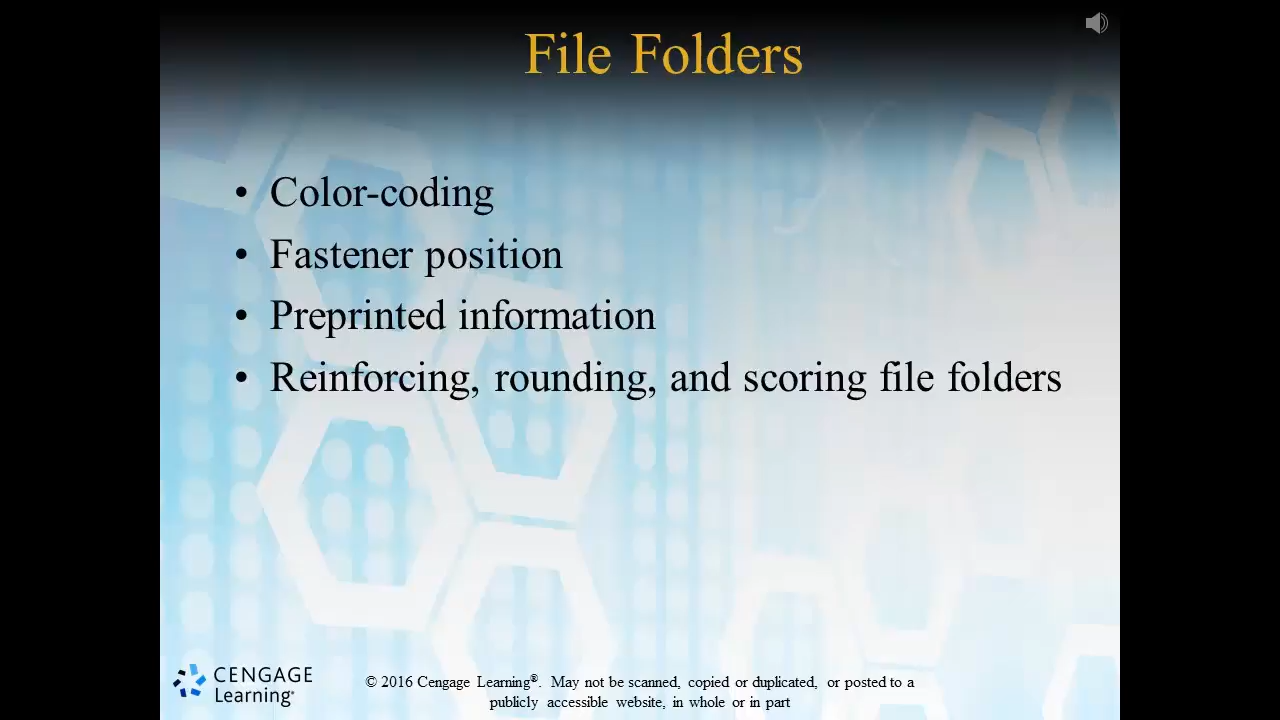 File Folders
• Color-coding
• Fastener position
• Preprinted information
• Reinforcing, rounding, and scoring file folders
CENGAGE
Learning®
© 2016 Cengage Learning®. May not be scanned, copied or duplicated, or posted to a
publicly accessible website, in whole or in part